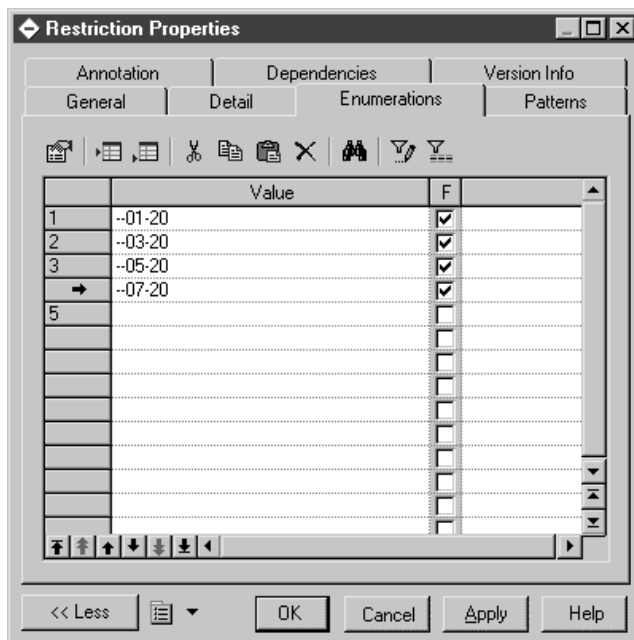 Restriction Properties
Annotation Dependencies Version Info
General Detail Enumerations Patterns
Value F
1 --01-20
2 --03-20
3 --05-20
--07-20
5
<< Less OK Cancel Apply Help